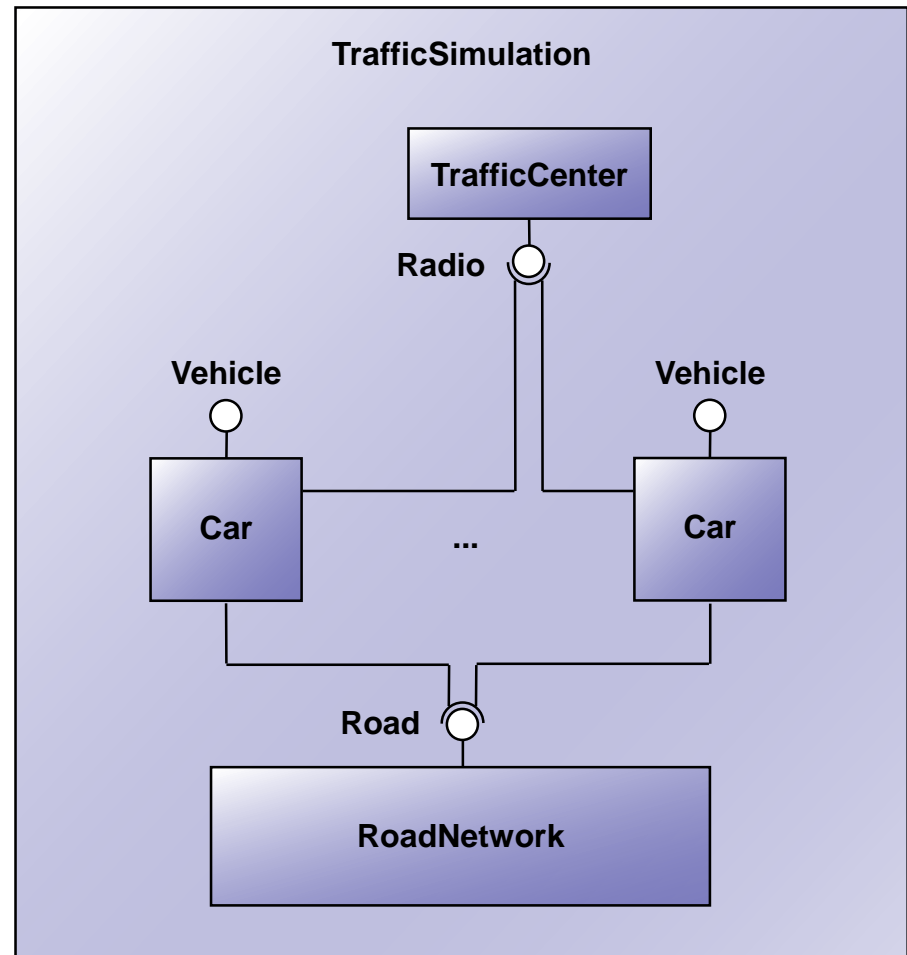 TrafficSimulation
TrafficCenter
Radio
Vehicle
Vehicle
Car
Car
...
Road
RoadNetwork